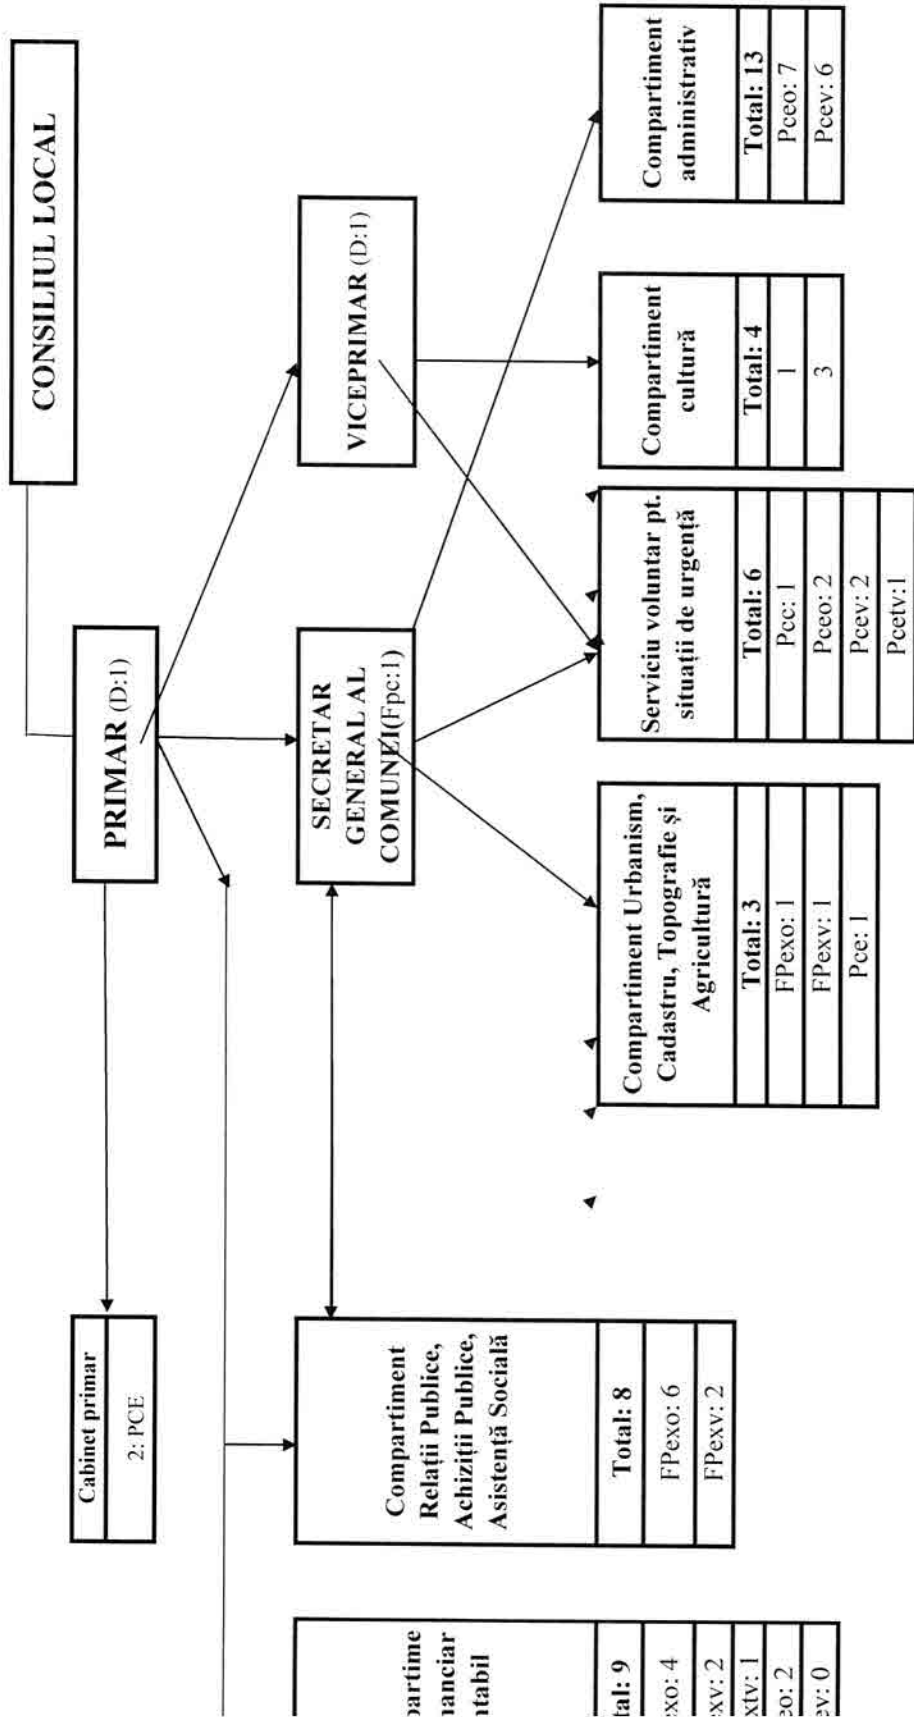 CONSILIUL LOCAL
PRIMAR (D:1)
Cabinet primar
2: PCE
VICEPRIMAR (D:1)
SECRETAR
GENERAL AL
COMUNEI(Fpc:1)
partime
nanciar
ntabil
tal: 9
exo: 4
exv: 2
xtv: 1
eo: 2
ev: 0
Compartiment
Relații Publice,
Achiziții Publice,
Asistență Socială
Total: 8
FPexo: 6
FPexv: 2
Compartiment Urbanism,
Cadastru, Topografie și
Agricultură
Total: 3
FPexo: 1
FPexv: 1
Pce: 1
Serviciu voluntar pt.
situații de urgență
Total: 6
Pcc: 1
Pceo: 2
Pcev: 2
Pcetv:1
Compartiment
cultură
Total: 4
1
3
Compartiment
administrativ
Total: 13
Pceo: 7
Pcev: 6